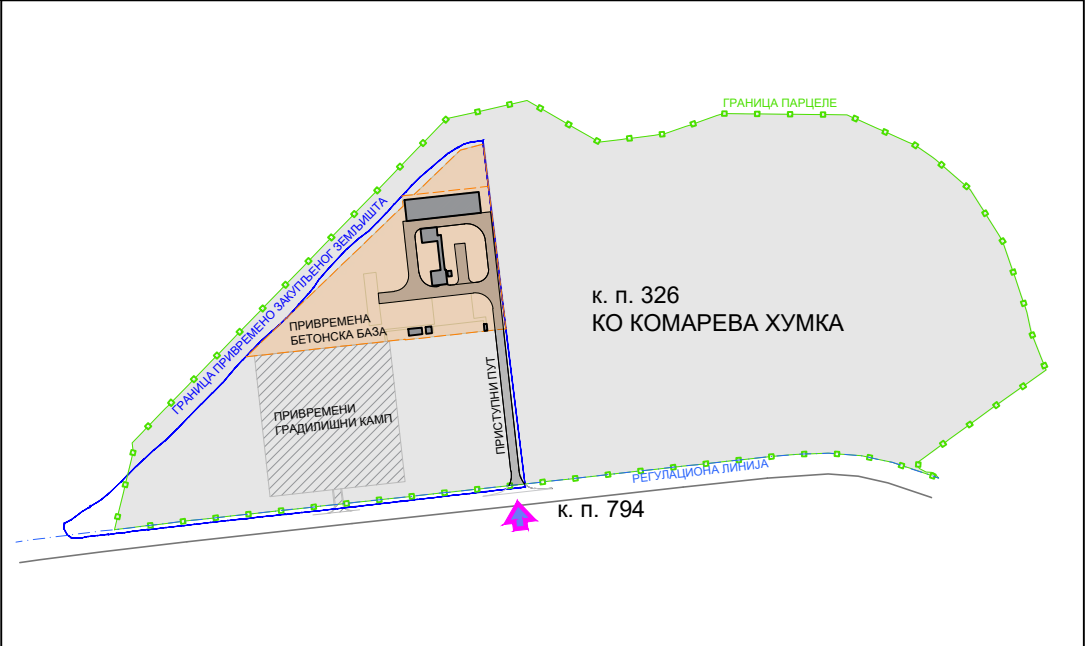 ГРАНИЦА ПАРЦЕЛЕ
ГРАНИЦА ПРИВРЕМЕНО ЗАКУПЉЕНОГ ЗЕМЉИШТА
к. п. 326
КО КОМАРЕВА ХУМКА
ПРИВРЕМЕНА
БЕТОНСКА БАЗА
ПРИСТУПНИ ПУТ
ПРИВРЕМЕНИ
ГРАДИЛИШНИ КАМП
РЕГУЛАЦИОНА ЛИНИЈА
к. п. 794